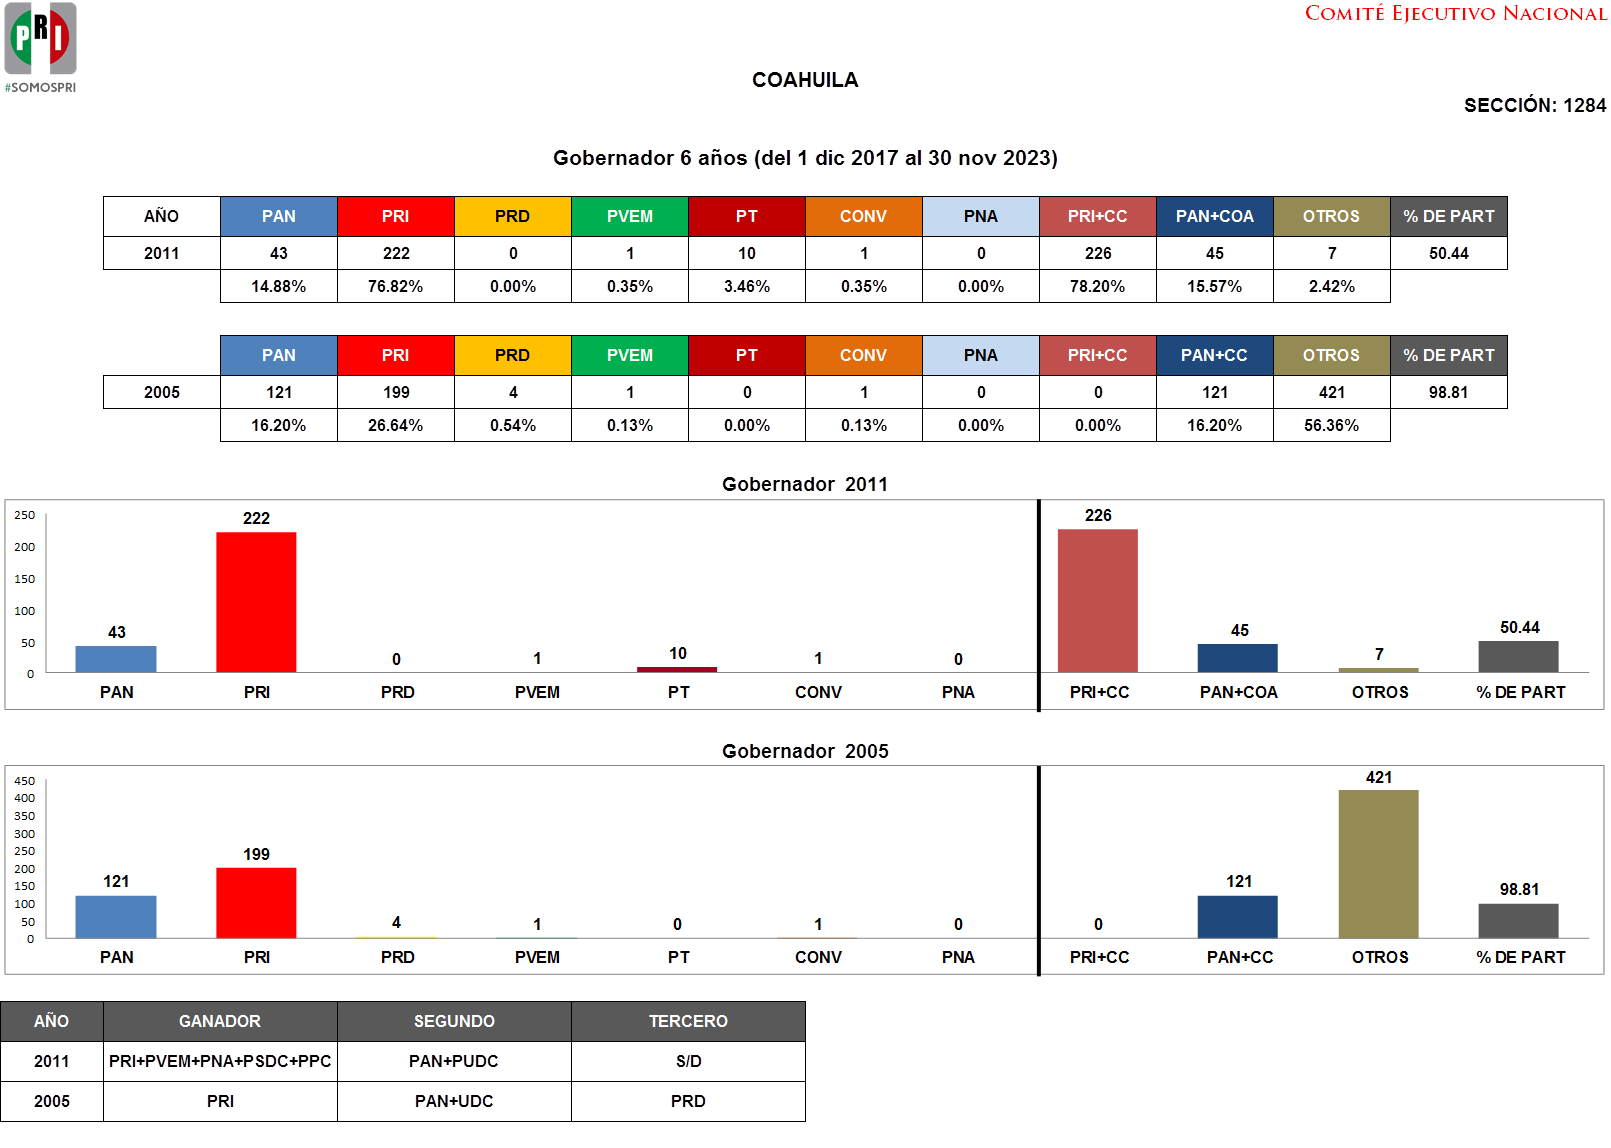 PRI
#SOMOSPRI
COMITÉ EJECUTIVO NACIONAL
COAHUILA
SECCIÓN: 1284
Gobernador 6 años (del 1 dic 2017 al 30 nov 2023)
AÑO PAN PRI PRD PVEM PT CONV PNA PRI+CC PAN+COA OTROS % DE PART
2011 43 222 0 1 10 1 0 226 45 7 50.44
14.88% 76.82% 0.00% 0.35% 3.46% 0.35% 0.00% 78.20% 15.57% 2.42%
PAN PRI PRD PVEM PT CONV PNA PRI+CC PAN+CC OTROS % DE PART
2005 121 199 4 1 0 1 0 0 121 421 98.81
16.20% 26.64% 0.54% 0.13% 0.00% 0.13% 0.00% 0.00% 16.20% 56.36%
Gobernador 2011
250
200
150
100
50
0
43 222 0 1 10 1 0 226 45 7 50.44
PAN PRI PRD PVEM PT CONV PNA PRI+CC PAN+COA OTROS % DE PART
Gobernador 2005
450
400
350
300
250
200
150
100
50
0
121 199 4 1 0 1 0 0 121 421 98.81
PAN PRI PRD PVEM PT CONV PNA PRI+CC PAN+CC OTROS % DE PART
AÑO GANADOR SEGUNDO TERCERO
2011 PRI+PVEM+PNA+PSDC+PPC PAN+PUDC S/D
2005 PRI PAN+UDC PRD